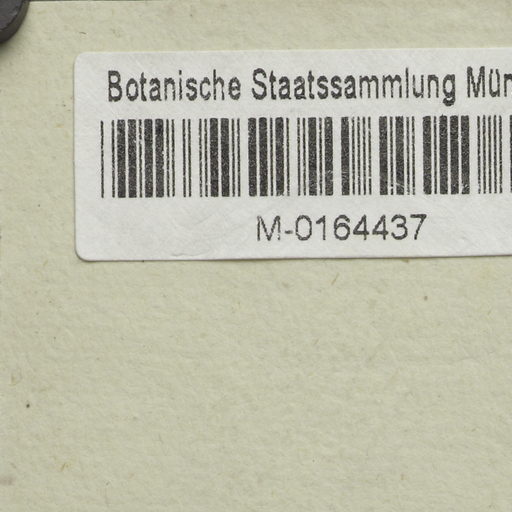 Botanische Staatssammlung Mün
M-0164437